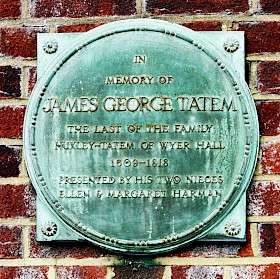 IN
MEMORY OF
JAMES GEORGE TATEM
THE LAST OF THE FAMILY
HUXLEY-TATEM OF WYER HALL
PRESENTED BY HIS TWO NIECES
ELLEN & MARGARET HARMAN